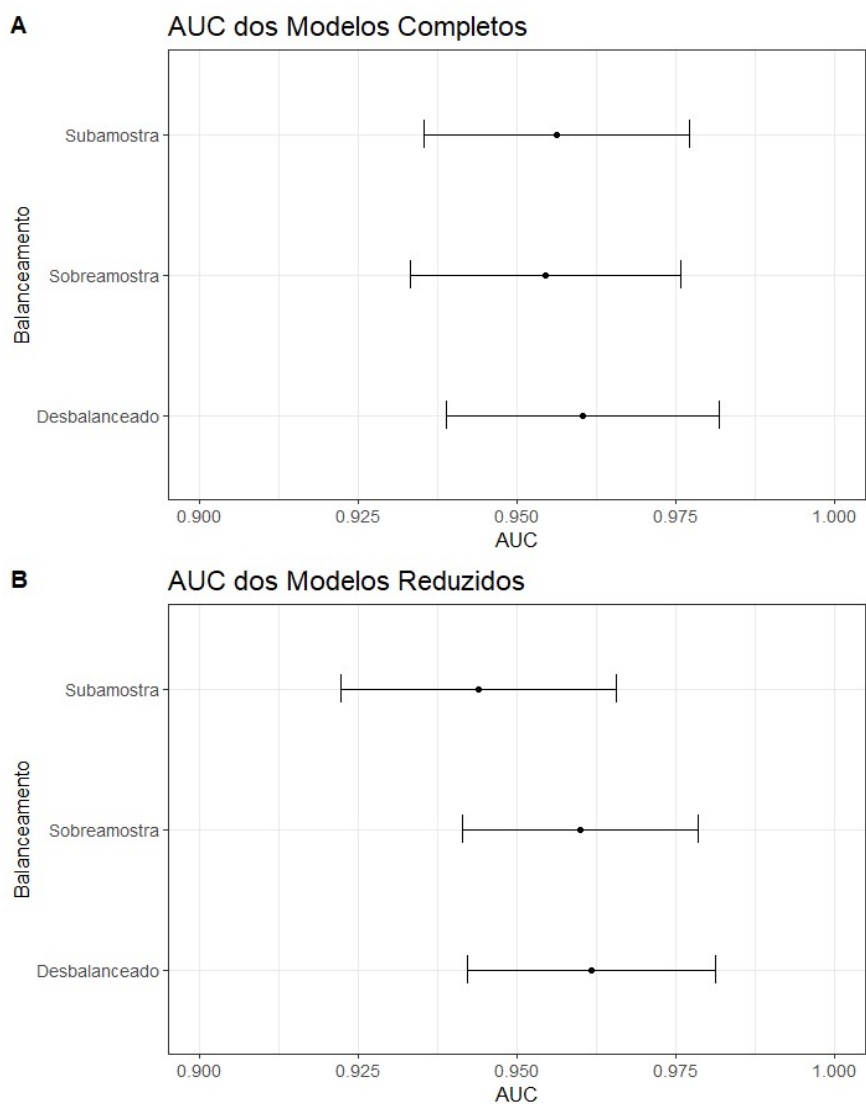 A
AUC dos Modelos Completos
Balanceamento
Subamostra
Sobreamostra
Desbalanceado
0.900 0.925 0.950 0.975 1.000
AUC
B
AUC dos Modelos Reduzidos
Balanceamento
Subamostra
Sobreamostra
Desbalanceado
0.900 0.925 0.950 0.975 1.000
AUC